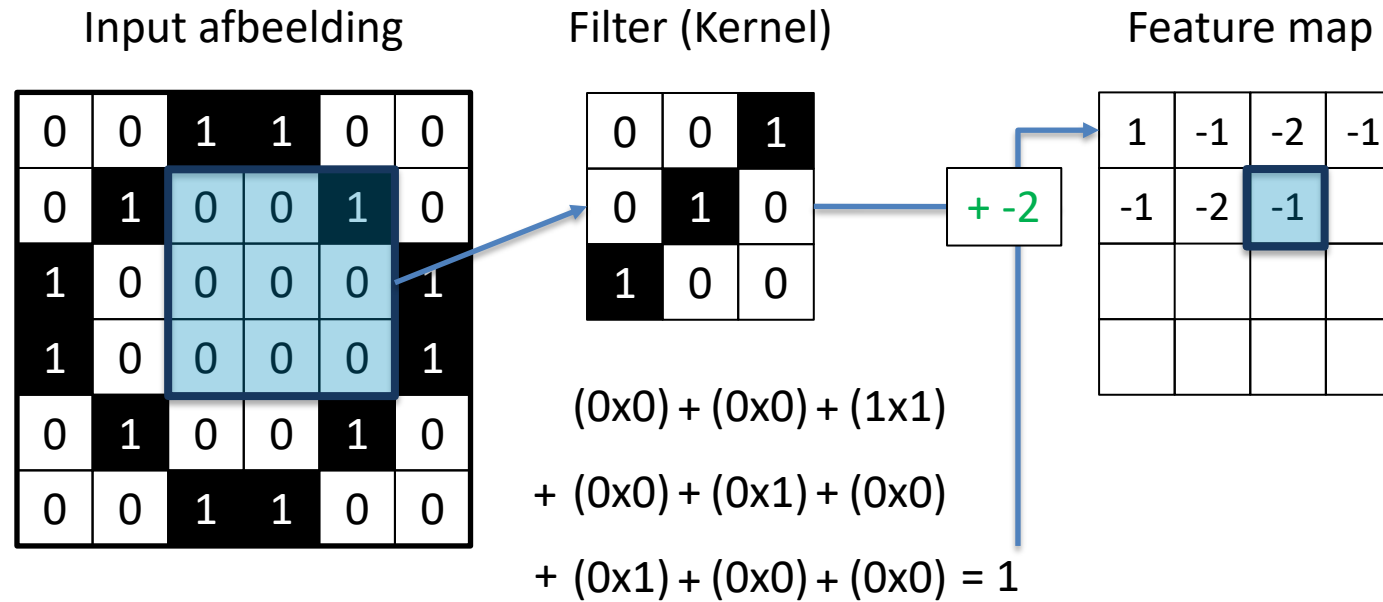 Input afbeelding Filter (Kernel) Feature map
0 0 1 1 0 0
0 1 0 0 1 0
1 0 0 0 0 1
1 0 0 0 0 1
0 1 0 0 1 0
0 0 1 1 0 0
0 0 1
0 1 0
1 0 0
+ -2
1 -1 -2 -1
-1 -2 -1
(0x0) + (0x0) + (1x1)
+ (0x0) + (0x1) + (0x0)
+ (0x1) + (0x0) + (0x0) = 1